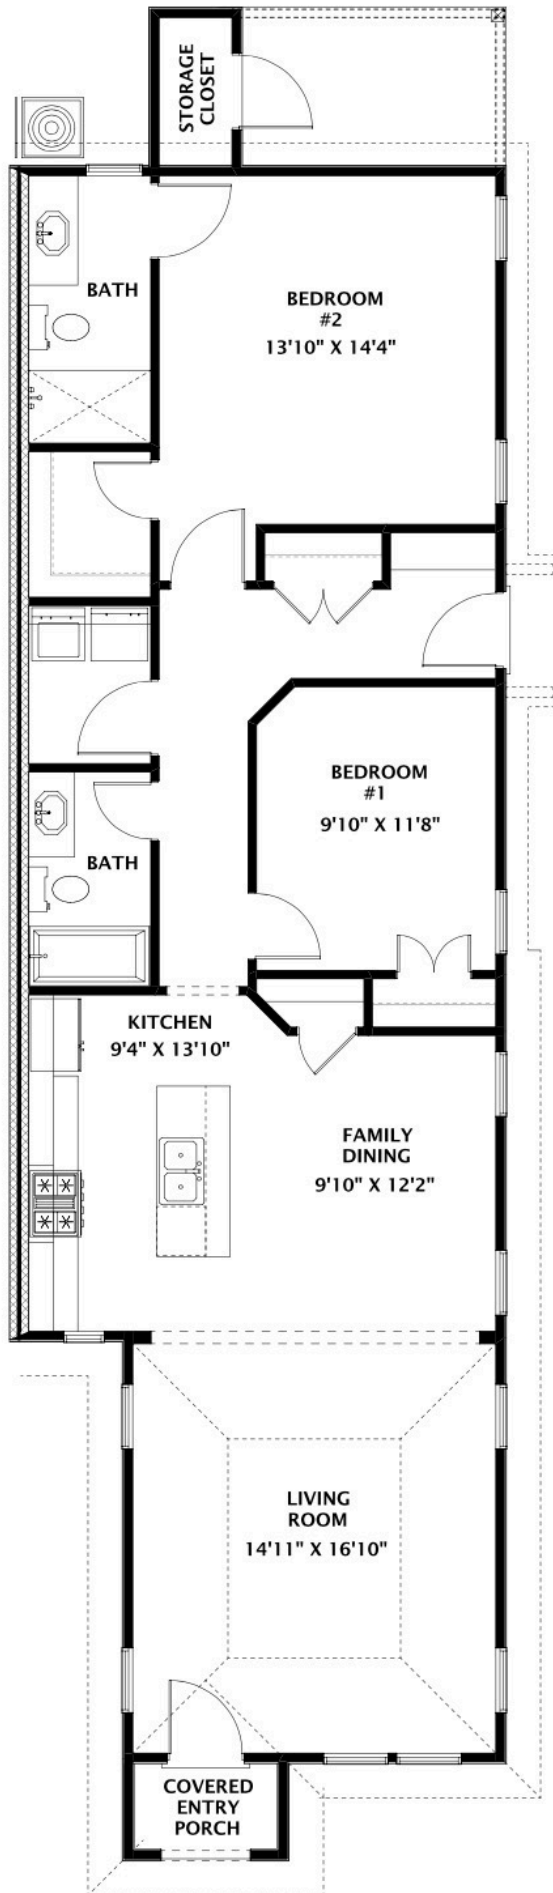 STORAGE
CLOSET
BATH
BEDROOM
#2
13'10" X 14'4"
BEDROOM
#1
9'10" X 11'8"
BATH
KITCHEN
9'4" X 13'10"
FAMILY
DINING
9'10" X 12'2"
LIVING
ROOM
14'11" X 16'10"
COVERED
ENTRY
PORCH